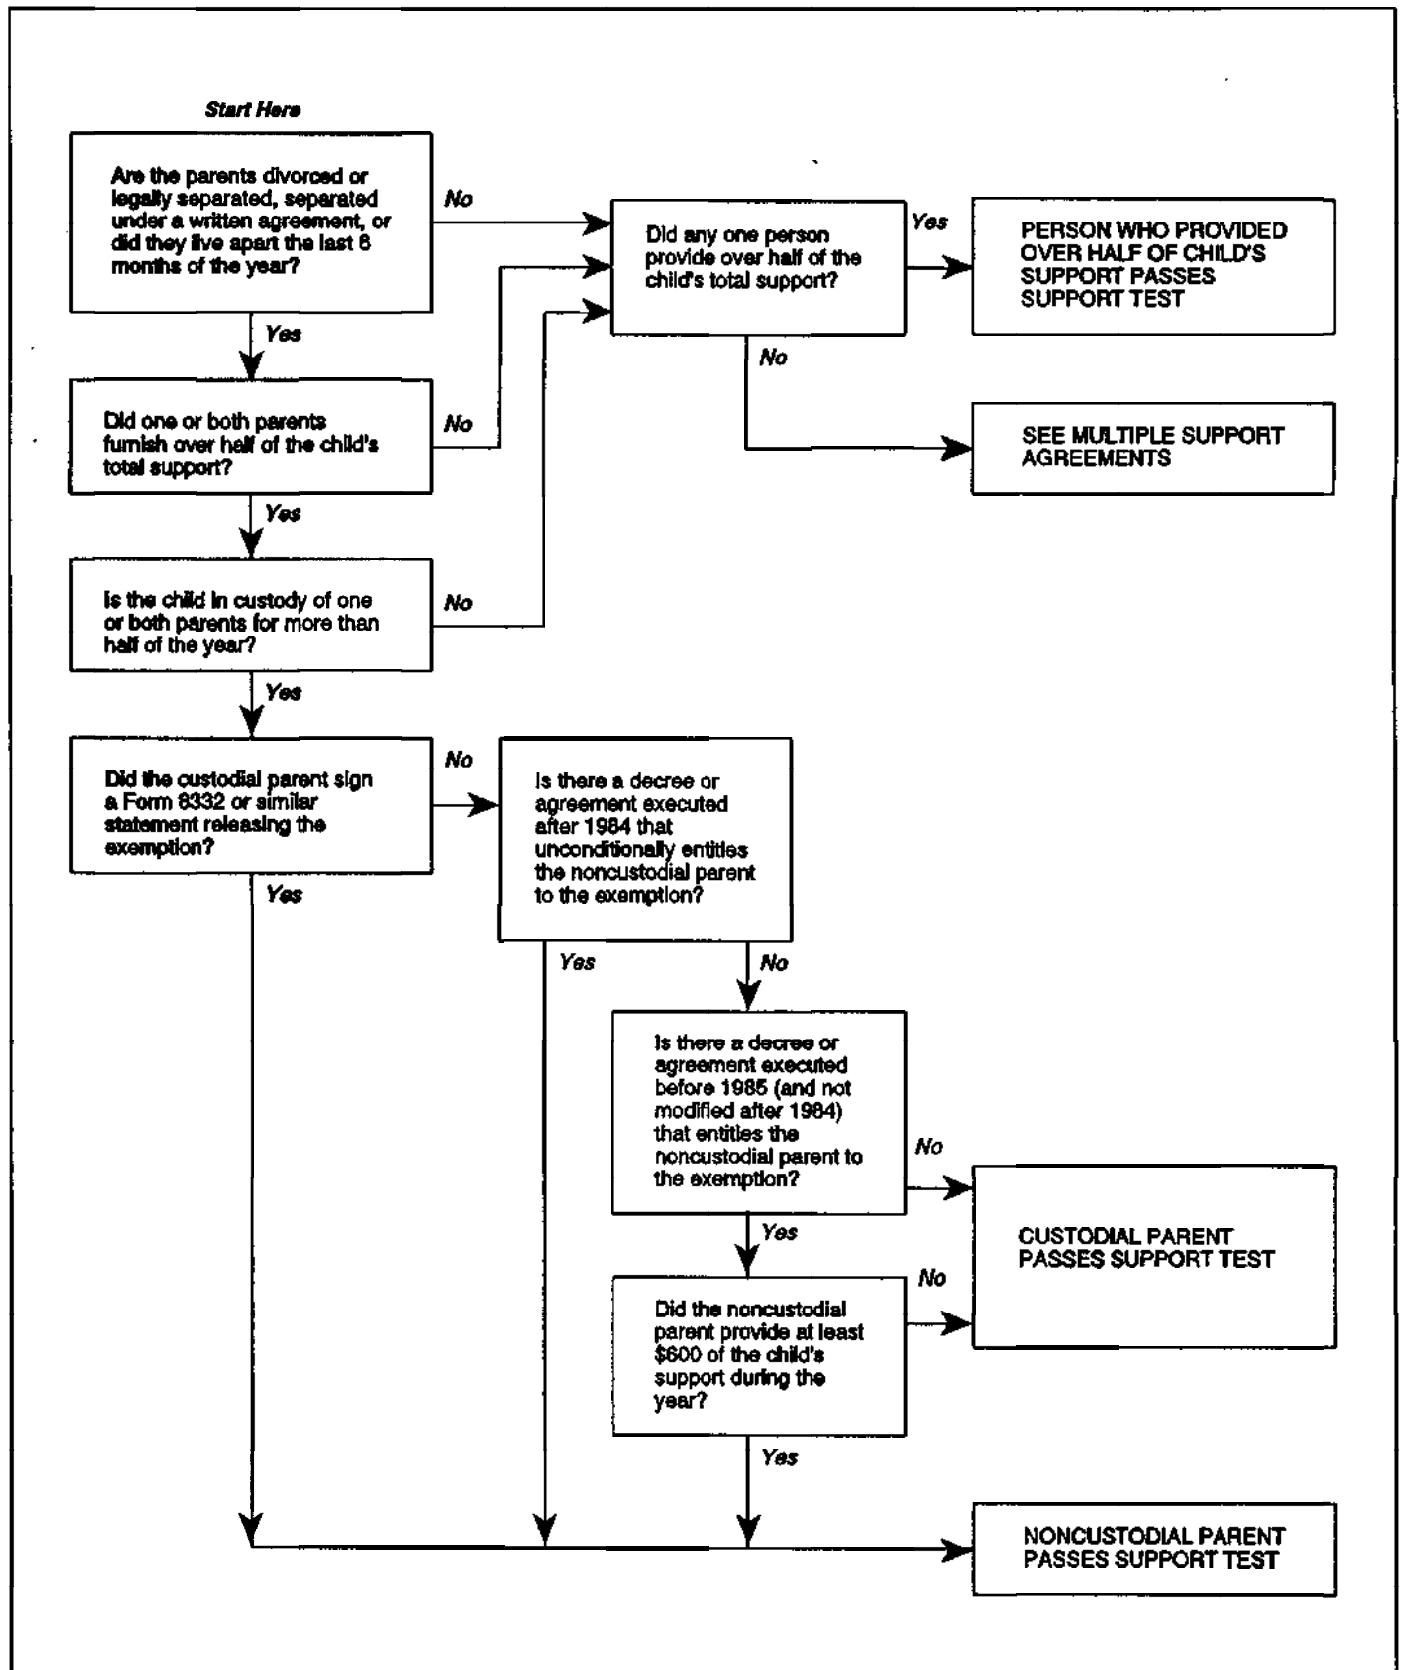 Start Here
Are the parents divorced or
legally separated, separated
under a written agreement, or
did they live apart the last 6
months of the year?
No
Yes
Did any one person
provide over half of the
child's total support?
Yes
No
PERSON WHO PROVIDED
OVER HALF OF CHILD'S
SUPPORT PASSES
SUPPORT TEST
SEE MULTIPLE SUPPORT
AGREEMENTS
Did one or both parents
furnish over half of the child's
total support?
No
Yes
Is the child in custody of one
or both parents for more than
half of the year?
No
Yes
Did the custodial parent sign
a Form 8332 or similar
statement releasing the
exemption?
No
Yes
Is there a decree or
agreement executed
after 1984 that
unconditionally entitles
the noncustodial parent
to the exemption?
Yes
No
Is there a decree or
agreement executed
before 1985 (and not
modified after 1984)
that entitles the
noncustodial parent to
the exemption?
No
Yes
CUSTODIAL PARENT
PASSES SUPPORT TEST
Did the noncustodial
parent provide at least
$600 of the child's
support during the
year?
No
Yes
NONCUSTODIAL PARENT
PASSES SUPPORT TEST